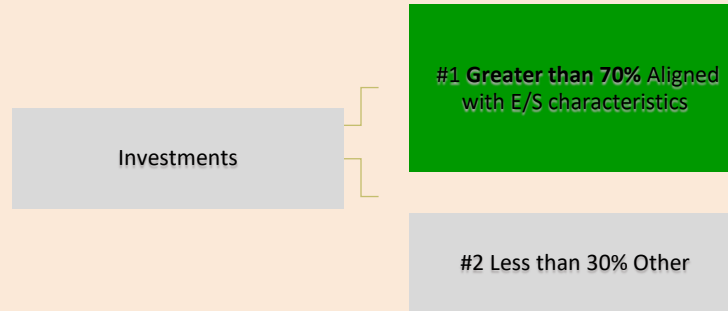 Investments
#1 Greater than 70% Aligned
with E/S characteristics
#2 Less than 30% Other